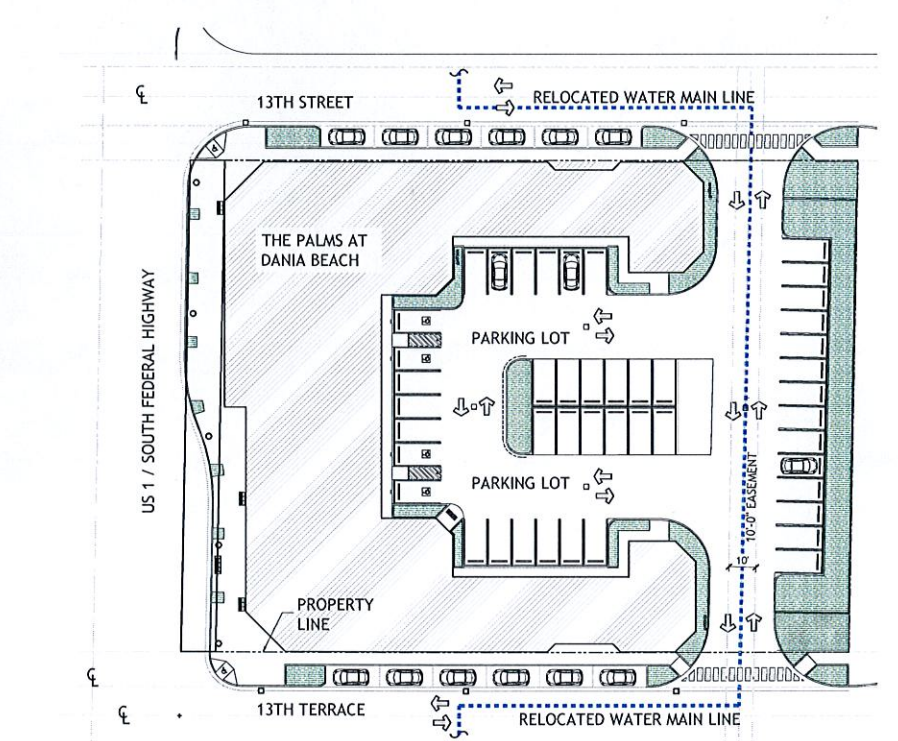 13TH STREET
RELOCATED WATER MAIN LINE
THE PALMS AT
DANIA BEACH
US 1 / SOUTH FEDERAL HIGHWAY
PARKING LOT
PARKING LOT
10'-0" EASEMENT
10'
PROPERTY
LINE
13TH TERRACE
RELOCATED WATER MAIN LINE